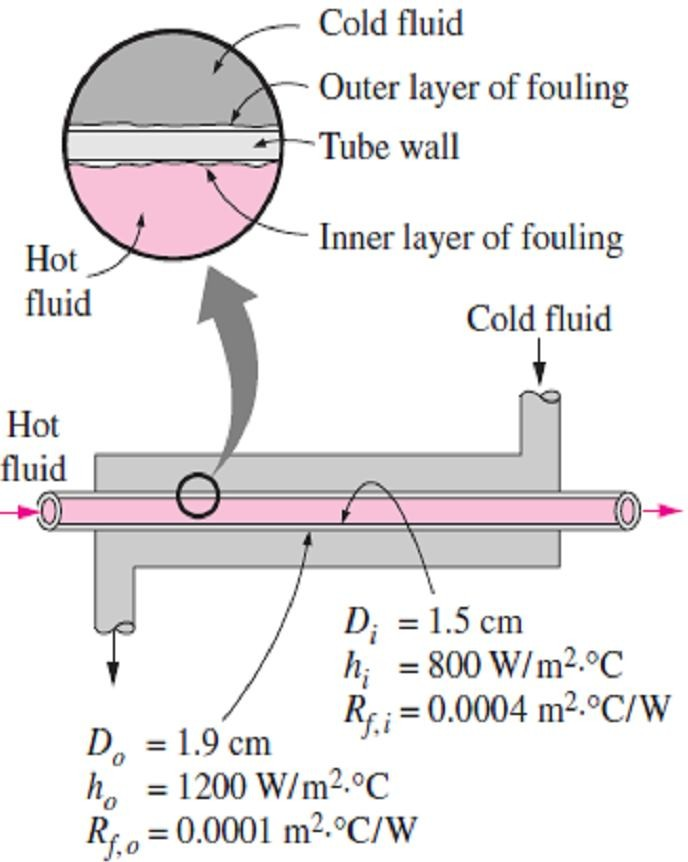 Cold fluid
Outer layer of fouling
Tube wall
Inner layer of fouling
Hot
fluid
Cold fluid
Hot
fluid
D_i = 1.5 cm
h_i = 800 W/m²·°C
R_f,i = 0.0004 m²·°C/W
D_o = 1.9 cm
h_o = 1200 W/m²·°C
R_f,o = 0.0001 m²·°C/W